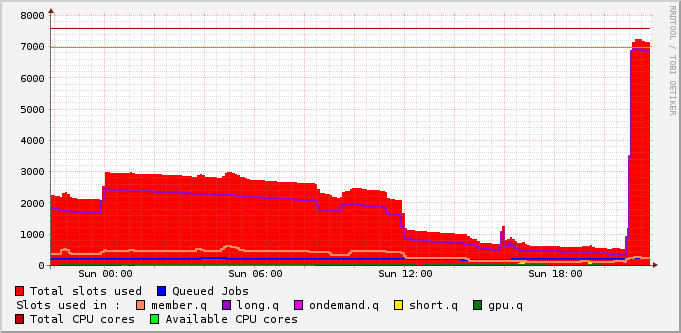 8000
7000
6000
5000
4000
3000
2000
1000
0
Sun 00:00 Sun 06:00 Sun 12:00 Sun 18:00
RRDTOOL / TOBI OETIKER
Total slots used Queued Jobs
Slots used in : member.q long.q ondemand.q short.q gpu.q
Total CPU cores Available CPU cores